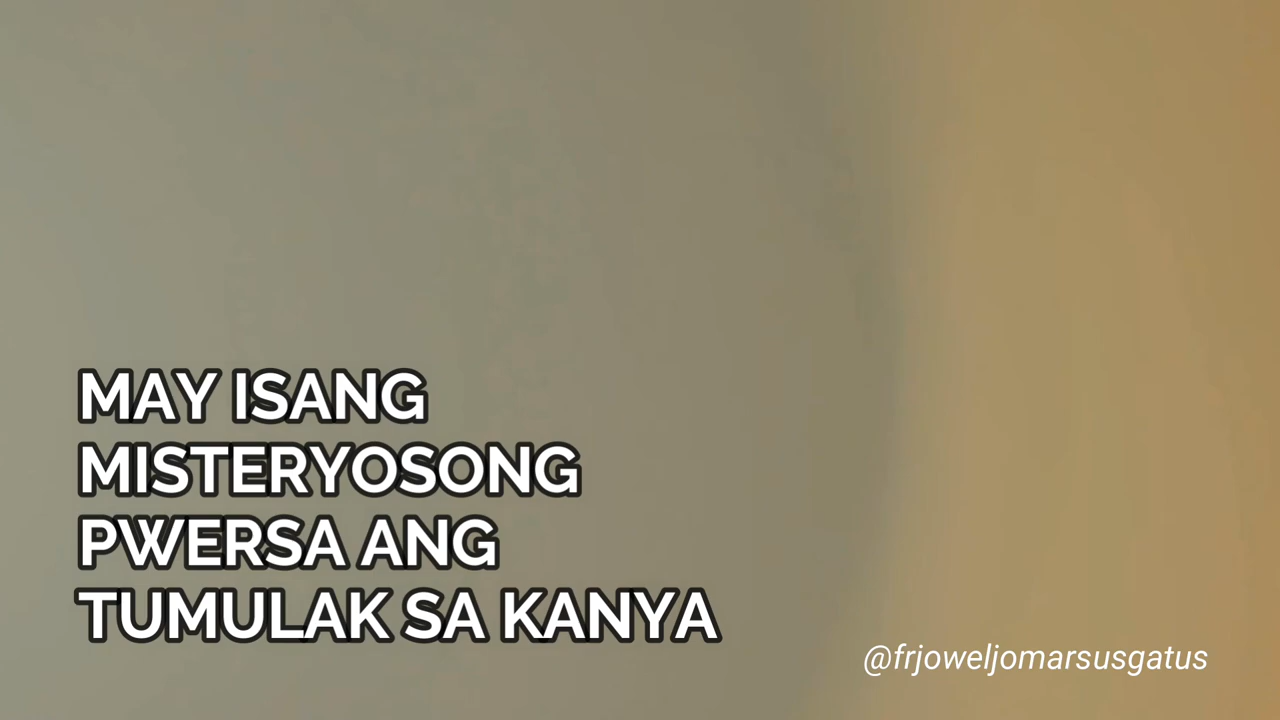 MAY ISANG
MISTERYOSONG
PWERSA ANG
TUMULAK SA KANYA
@frjoweljomarsusgatus